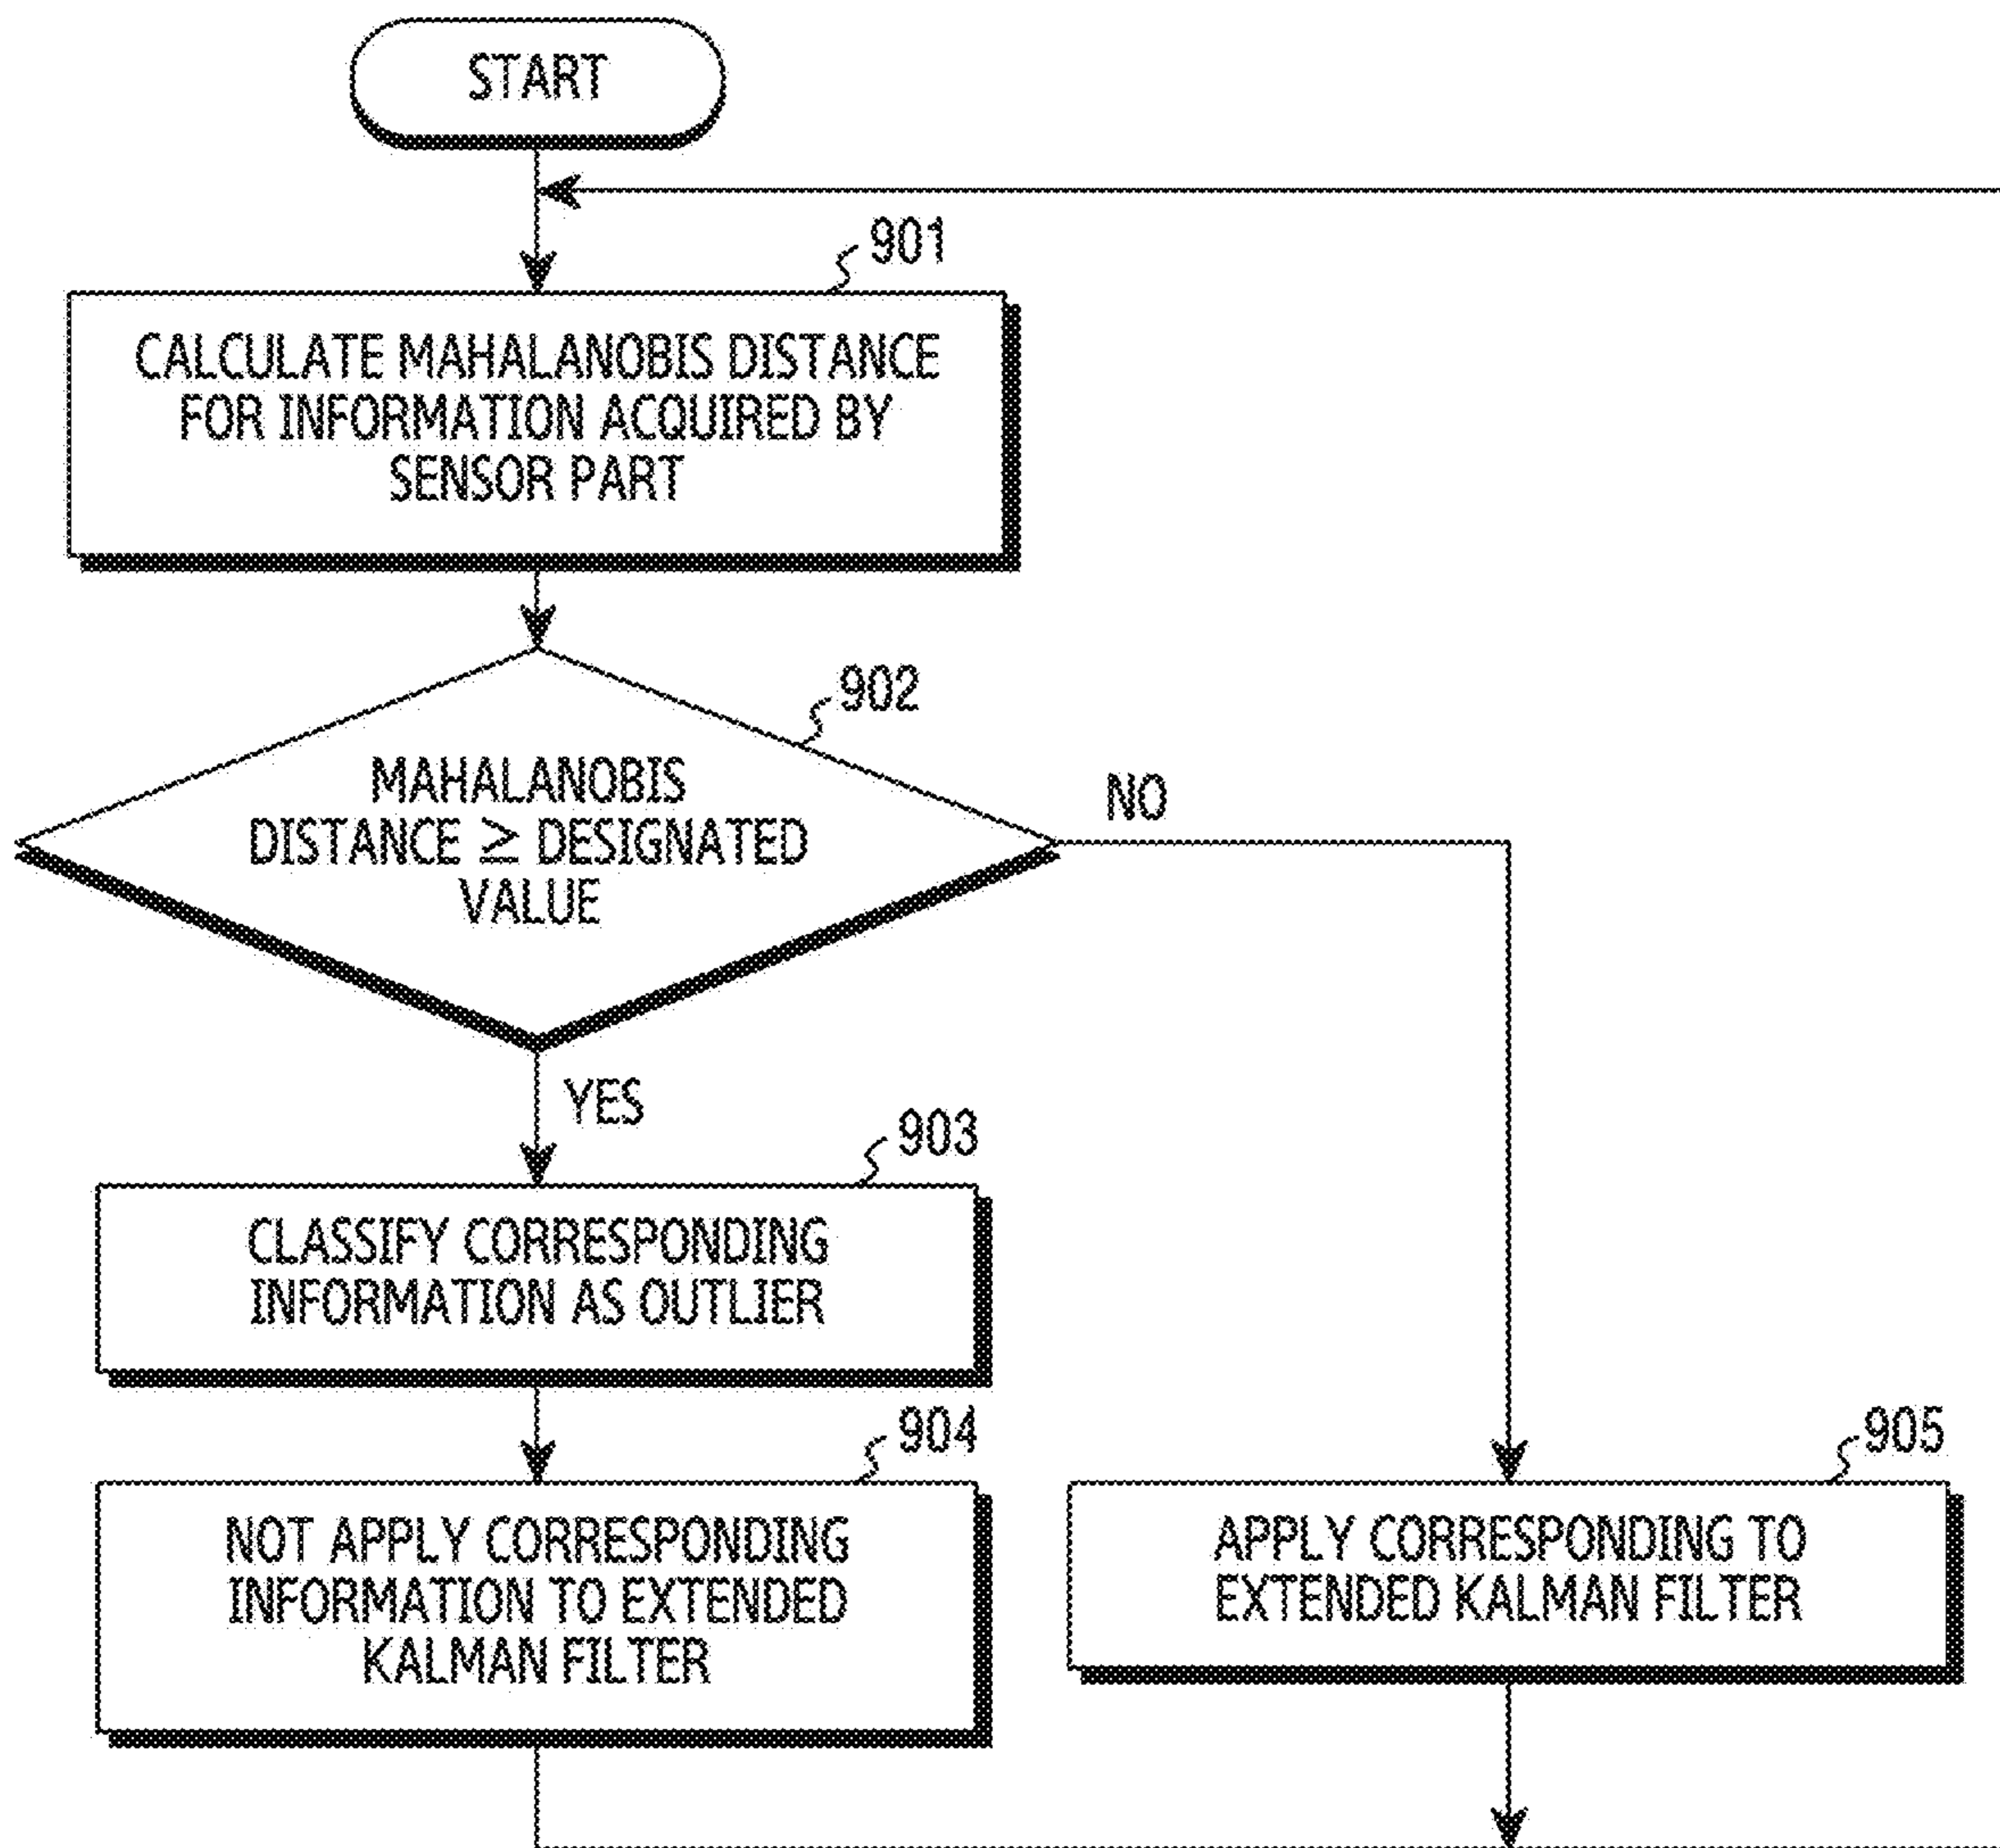 START
901
CALCULATE MAHALANOBIS DISTANCE
FOR INFORMATION ACQUIRED BY
SENSOR PART
902
MAHALANOBIS
DISTANCE ≥ DESIGNATED
VALUE
NO
YES
903
CLASSIFY CORRESPONDING
INFORMATION AS OUTLIER
904
NOT APPLY CORRESPONDING
INFORMATION TO EXTENDED
KALMAN FILTER
905
APPLY CORRESPONDING TO
EXTENDED KALMAN FILTER